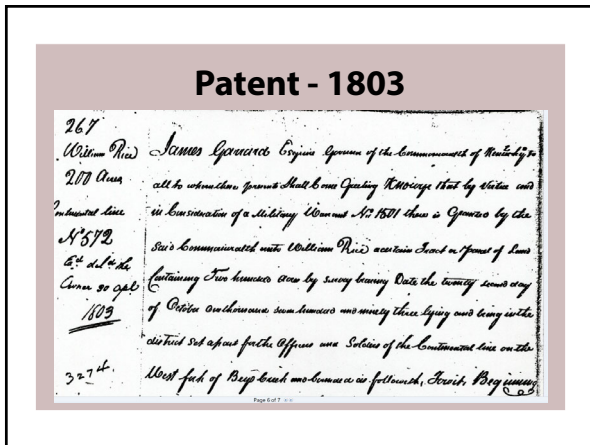 Patent - 1803
267
William Rice
200 Acres
Continental line
No 572
Exd deld the
Owner 30 apl
1803
327th.
James Garrard Esquire Governor of the Commonwealth of Kentucky To
all to whom these presents Shall Come Greeting Know ye that by Virtue and
in Consideration of a Military Warrant No 1501 there is Granted by the
Said Commonwealth unto William Rice a certain Tract or Parcel of Land
Containing Two hundred acres by survey bearing Date the twenty second day
of October one thousand seven hundred and ninety three lying and being in the
district Set apart for the Officers and Soldiers of the Continental line on the
West fork of Bays Creek and bounded as followeth, Towit, Beginning
Page 6 of 7